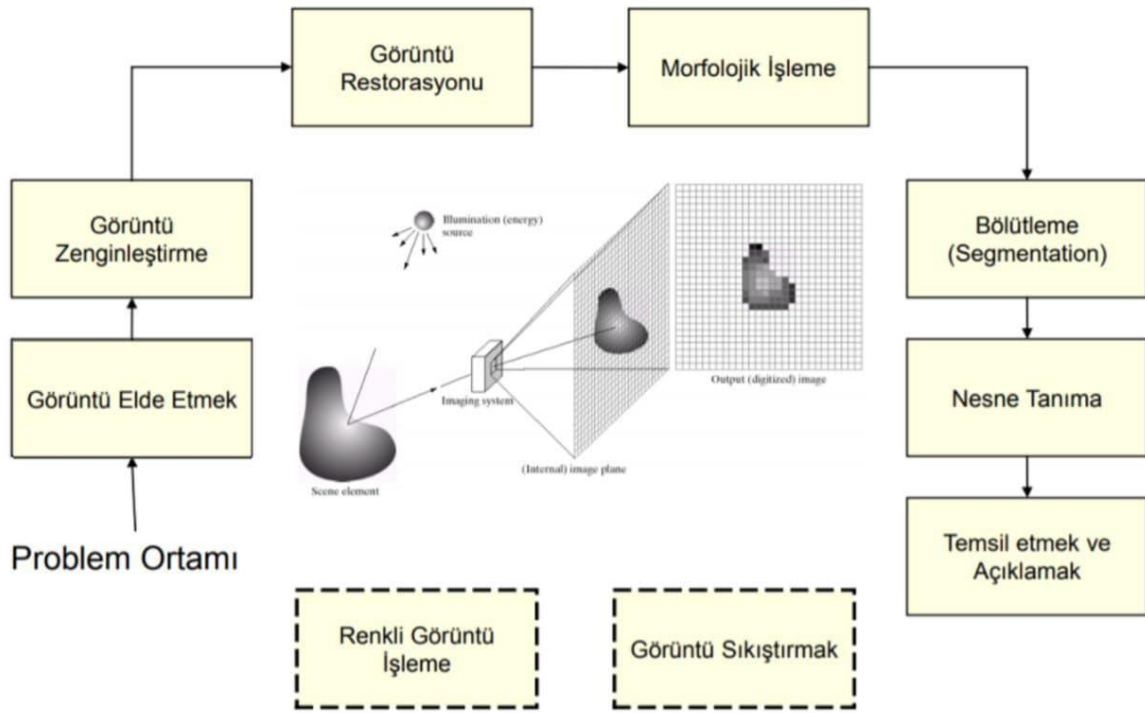 Görüntü
Restorasyonu
Morfolojik İşleme
Görüntü
Zenginleştirme
Bölütleme
(Segmentation)
Illumination (energy)
source
Görüntü Elde Etmek
Imaging system
Output (digitized) image
Nesne Tanıma
(Internal) image plane
Scene element
Problem Ortamı
Temsil etmek ve
Açıklamak
Renkli Görüntü
İşleme
Görüntü Sıkıştırmak